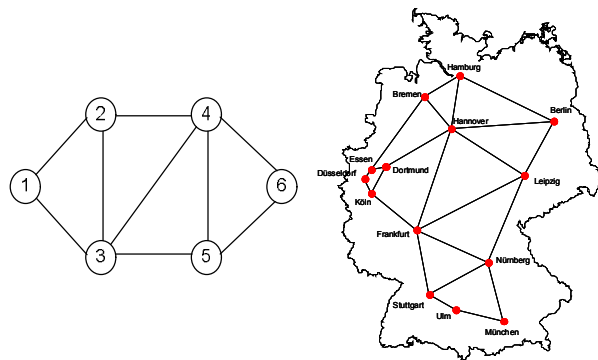 1
2
3
4
5
6
Hamburg
Bremen
Berlin
Hannover
Essen
Dortmund
Düsseldorf
Leipzig
Köln
Frankfurt
Nürnberg
Stuttgart
Ulm
München